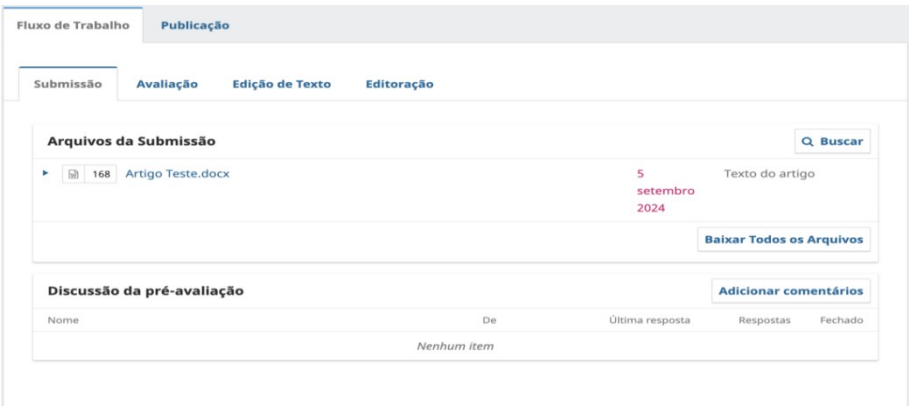 Fluxo de Trabalho Publicação
Submissão Avaliação Edição de Texto Editoração
Arquivos da Submissão Buscar
168 Artigo Teste.docx 5 setembro 2024 Texto do artigo
Baixar Todos os Arquivos
Discussão da pré-avaliação Adicionar comentários
Nome De Última resposta Respostas Fechado
Nenhum item